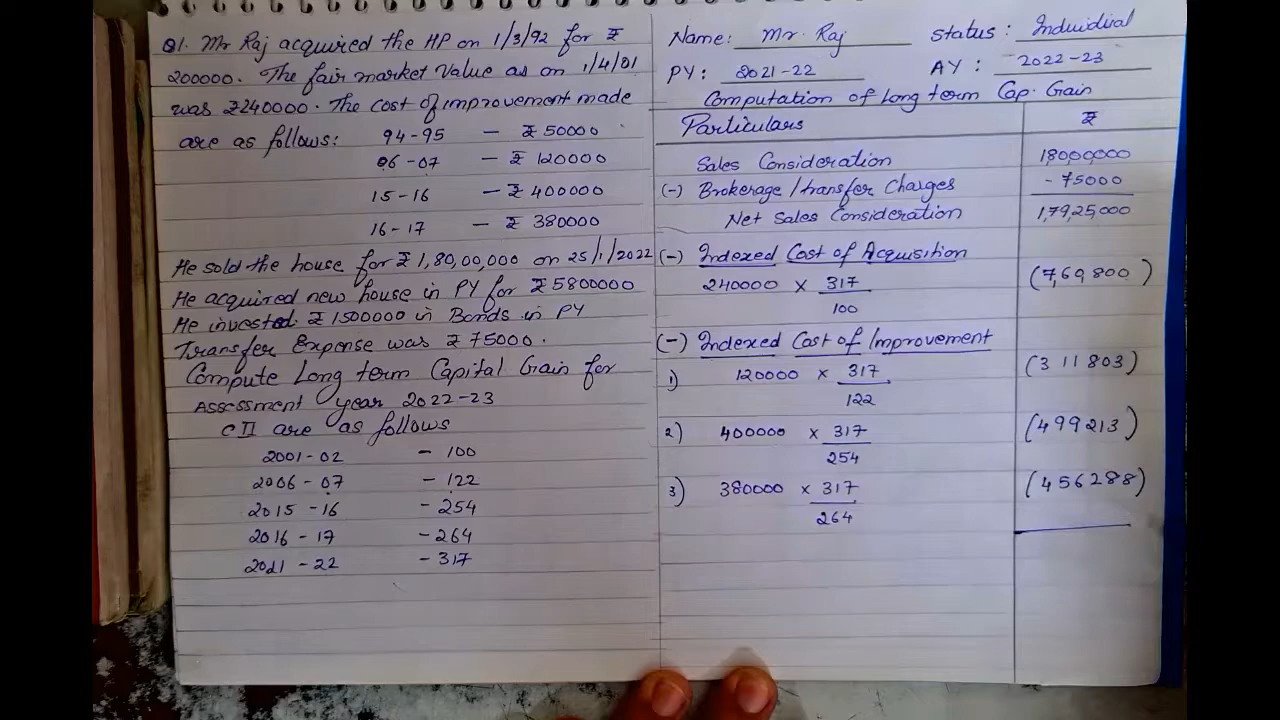 Q1. Mr Raj acquired the HP on 1/3/92 for ₹
200000. The fair market value as on 1/4/01
was ₹240000. The cost of improvement made
are as follows: 94-95 — ₹ 50000
06-07 — ₹ 120000
15-16 — ₹ 400000
16-17 — ₹ 380000
He sold the house for ₹ 1,80,00,000 on 25/1/2022
He acquired new house in PY for ₹ 5800000
He invested ₹ 1500000 in Bonds in PY
Transfer Expense was ₹ 75000.
Compute Long term Capital Gain for
Assessment year 2022-23
CII are as follows
2001-02 - 100
2006-07 - 122
2015-16 - 254
2016-17 - 264
2021-22 - 317
Name: Mr. Raj Status: Individial
PY: 2021-22 AY: 2022-23
Computation of Long term Cap. Gain
Particulars ₹
Sales Consideration 18000000
(-) Brokerage/transfer Charges - 75000
Net Sales Consideration 1,79,25,000
(-) Indexed Cost of Acquisition
240000 × 317 (7,60,800)
100
(-) Indexed Cost of Improvement
1) 120000 × 317 (311803)
122
2) 400000 × 317 (499213)
254
3) 380000 × 317 (456288)
264